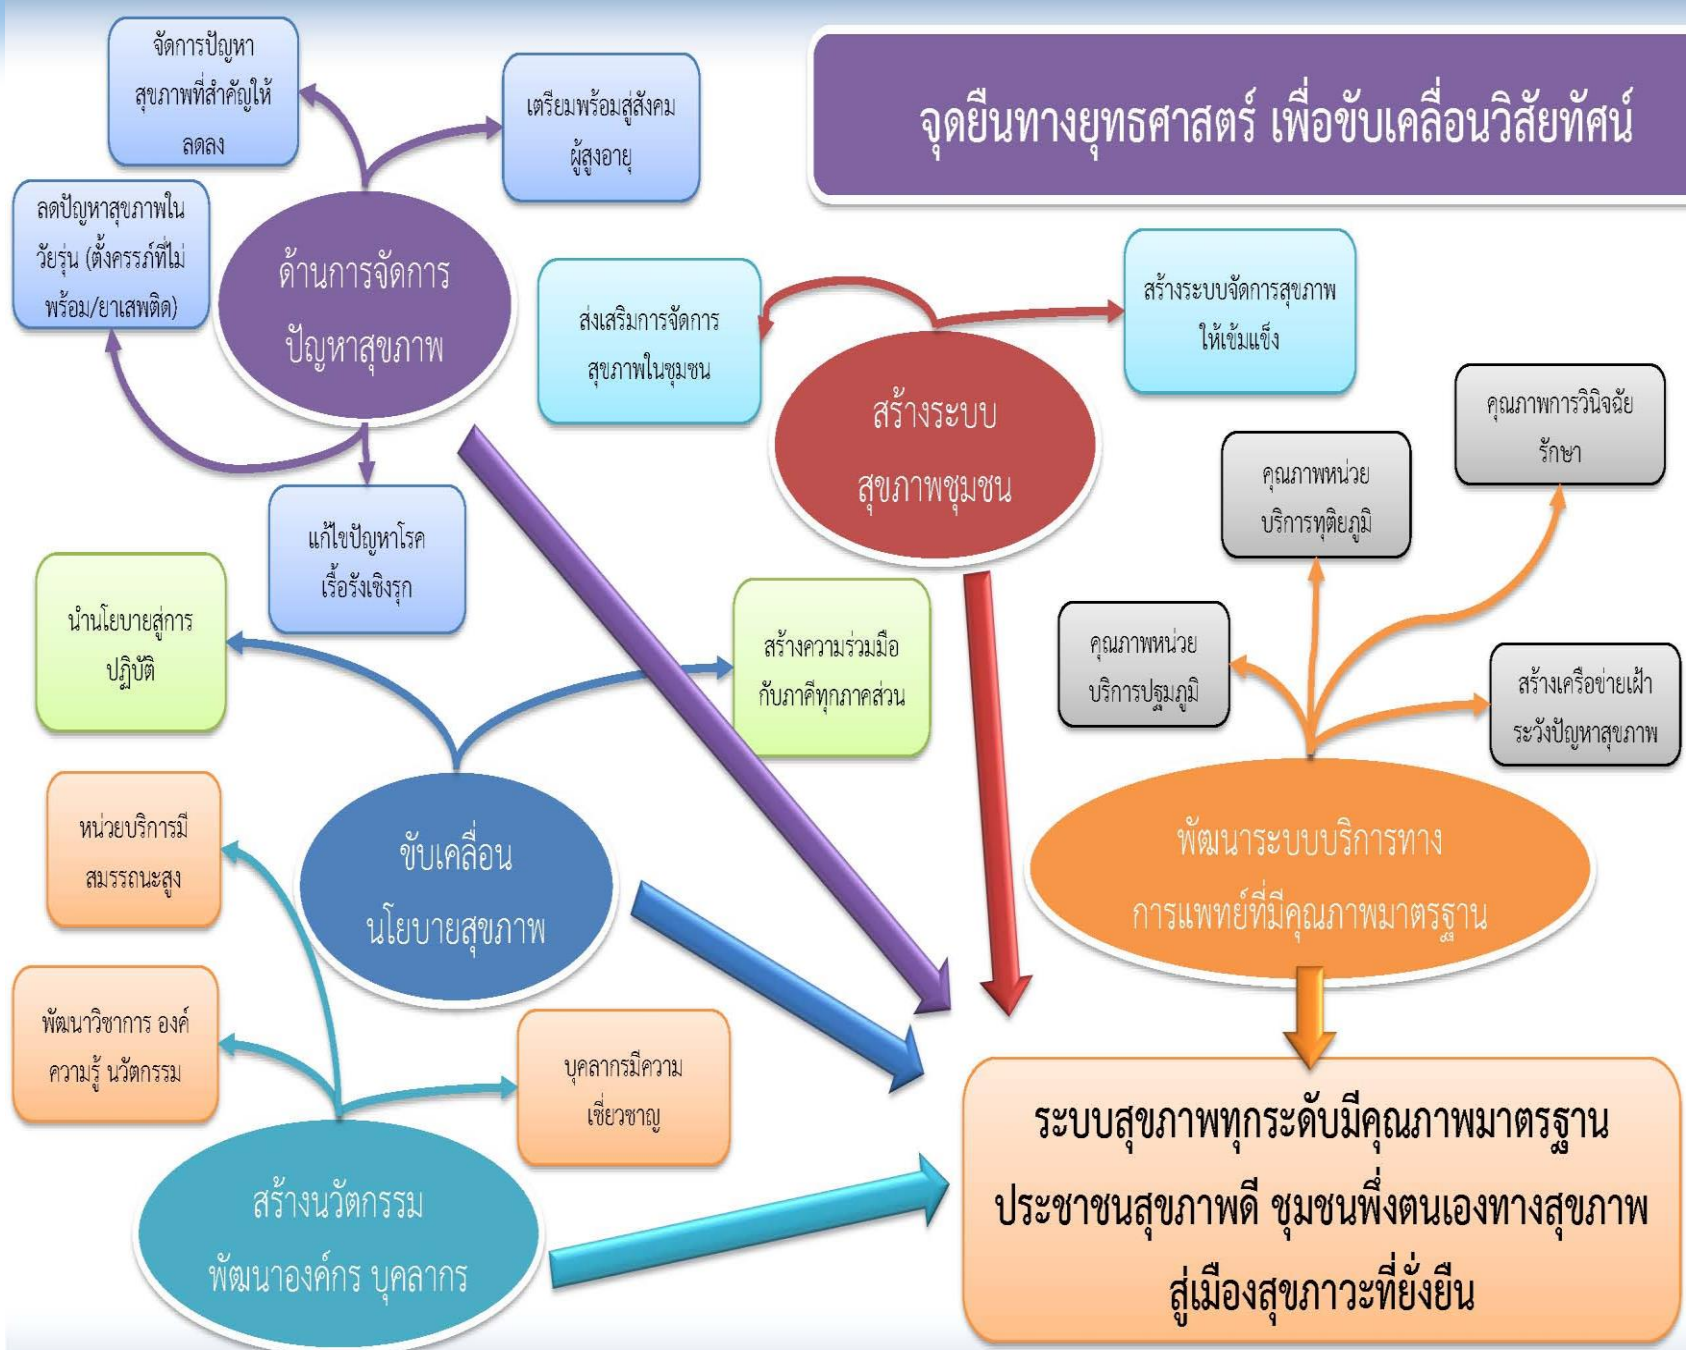 จุดยืนทางยุทธศาสตร์ เพื่อขับเคลื่อนวิสัยทัศน์
จัดการปัญหา
สุขภาพที่สำคัญให้
ลดลง
เตรียมพร้อมสู่สังคม
ผู้สูงอายุ
ลดปัญหาสุขภาพใน
วัยรุ่น (ตั้งครรภ์ที่ไม่
พร้อม/ยาเสพติด)
ด้านการจัดการ
ปัญหาสุขภาพ
แก้ไขปัญหาโรค
เรื้อรังเชิงรุก
ส่งเสริมการจัดการ
สุขภาพในชุมชน
สร้างระบบจัดการสุขภาพ
ให้เข้มแข็ง
สร้างระบบ
สุขภาพชุมชน
คุณภาพการวินิจฉัย
รักษา
คุณภาพหน่วย
บริการทุติยภูมิ
คุณภาพหน่วย
บริการปฐมภูมิ
สร้างเครือข่ายเฝ้า
ระวังปัญหาสุขภาพ
พัฒนาระบบบริการทาง
การแพทย์ที่มีคุณภาพมาตรฐาน
นำนโยบายสู่การ
ปฏิบัติ
สร้างความร่วมมือ
กับภาคีทุกภาคส่วน
ขับเคลื่อน
นโยบายสุขภาพ
หน่วยบริการมี
สมรรถนะสูง
พัฒนาวิชาการ องค์
ความรู้ นวัตกรรม
บุคลากรมีความ
เชี่ยวชาญ
สร้างนวัตกรรม
พัฒนาองค์กร บุคลากร
ระบบสุขภาพทุกระดับมีคุณภาพมาตรฐาน
ประชาชนสุขภาพดี ชุมชนพึ่งตนเองทางสุขภาพ
สู่เมืองสุขภาวะที่ยั่งยืน